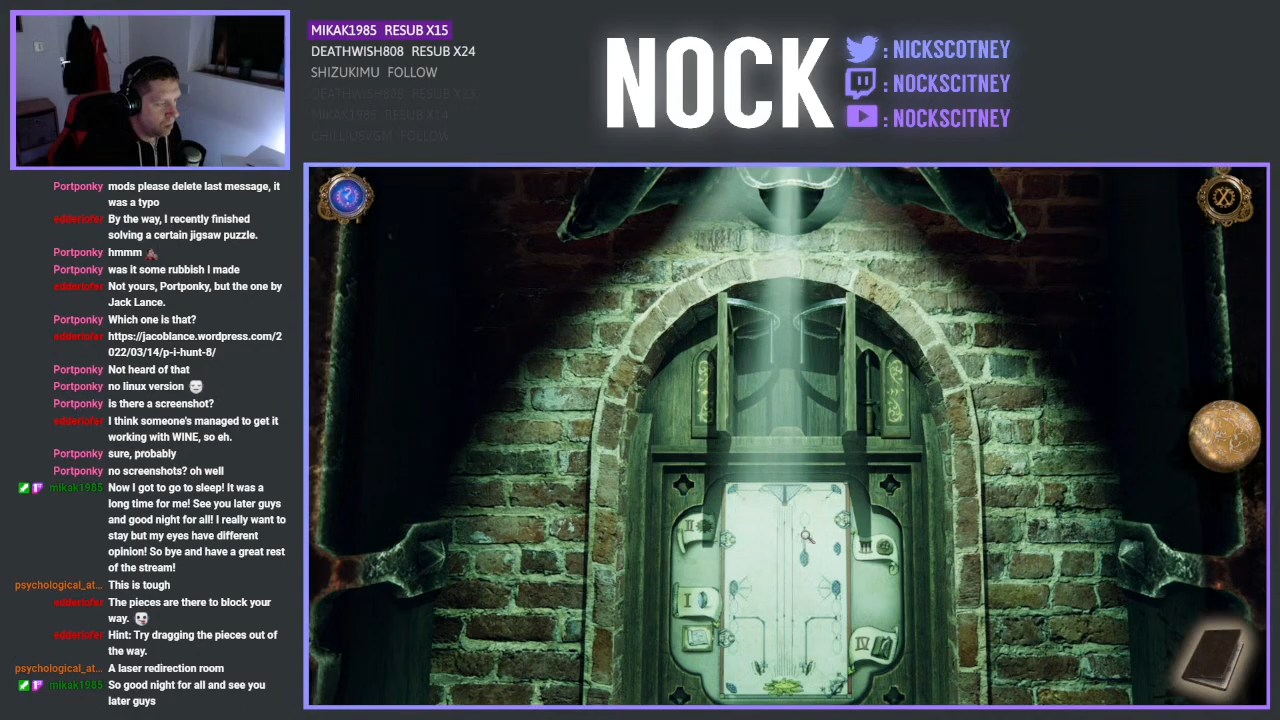 MIKAK1985 RESUB X15
DEATHWISH808 RESUB X24
SHIZUKIMU FOLLOW
DEATHWISH808 RESUB X23
MIKAK1985 RESUB X14
NOCK
: NICKSCOTNEY
: NOCKSCITNEY
: NOCKSCITNEY
Portponky mods please delete last message, it
was a typo
edderiofer By the way, I recently finished
solving a certain jigsaw puzzle.
Portponky hmmm
Portponky was it some rubbish I made
edderiofer Not yours, Portponky, but the one by
Jack Lance.
Portponky Which one is that?
edderiofer https://jacoblance.wordpress.com/2
022/03/14/p-i-hunt-8/
Portponky Not heard of that
Portponky no linux version
Portponky Is there a screenshot?
edderiofer I think someone's managed to get it
working with WINE, so eh.
Portponky sure, probably
Portponky no screenshots? oh well
mikak1985 Now I got to go to sleep! It was a
long time for me! See you later guys
and good night for all! I really want to
stay but my eyes have different
opinion! So bye and have a great rest
of the stream!
psychological_at... This is tough
edderiofer The pieces are there to block your
way.
edderiofer Hint: Try dragging the pieces out of
the way.
psychological_at... A laser redirection room
mikak1985 So good night for all and see you
later guys
II
III
I
IV